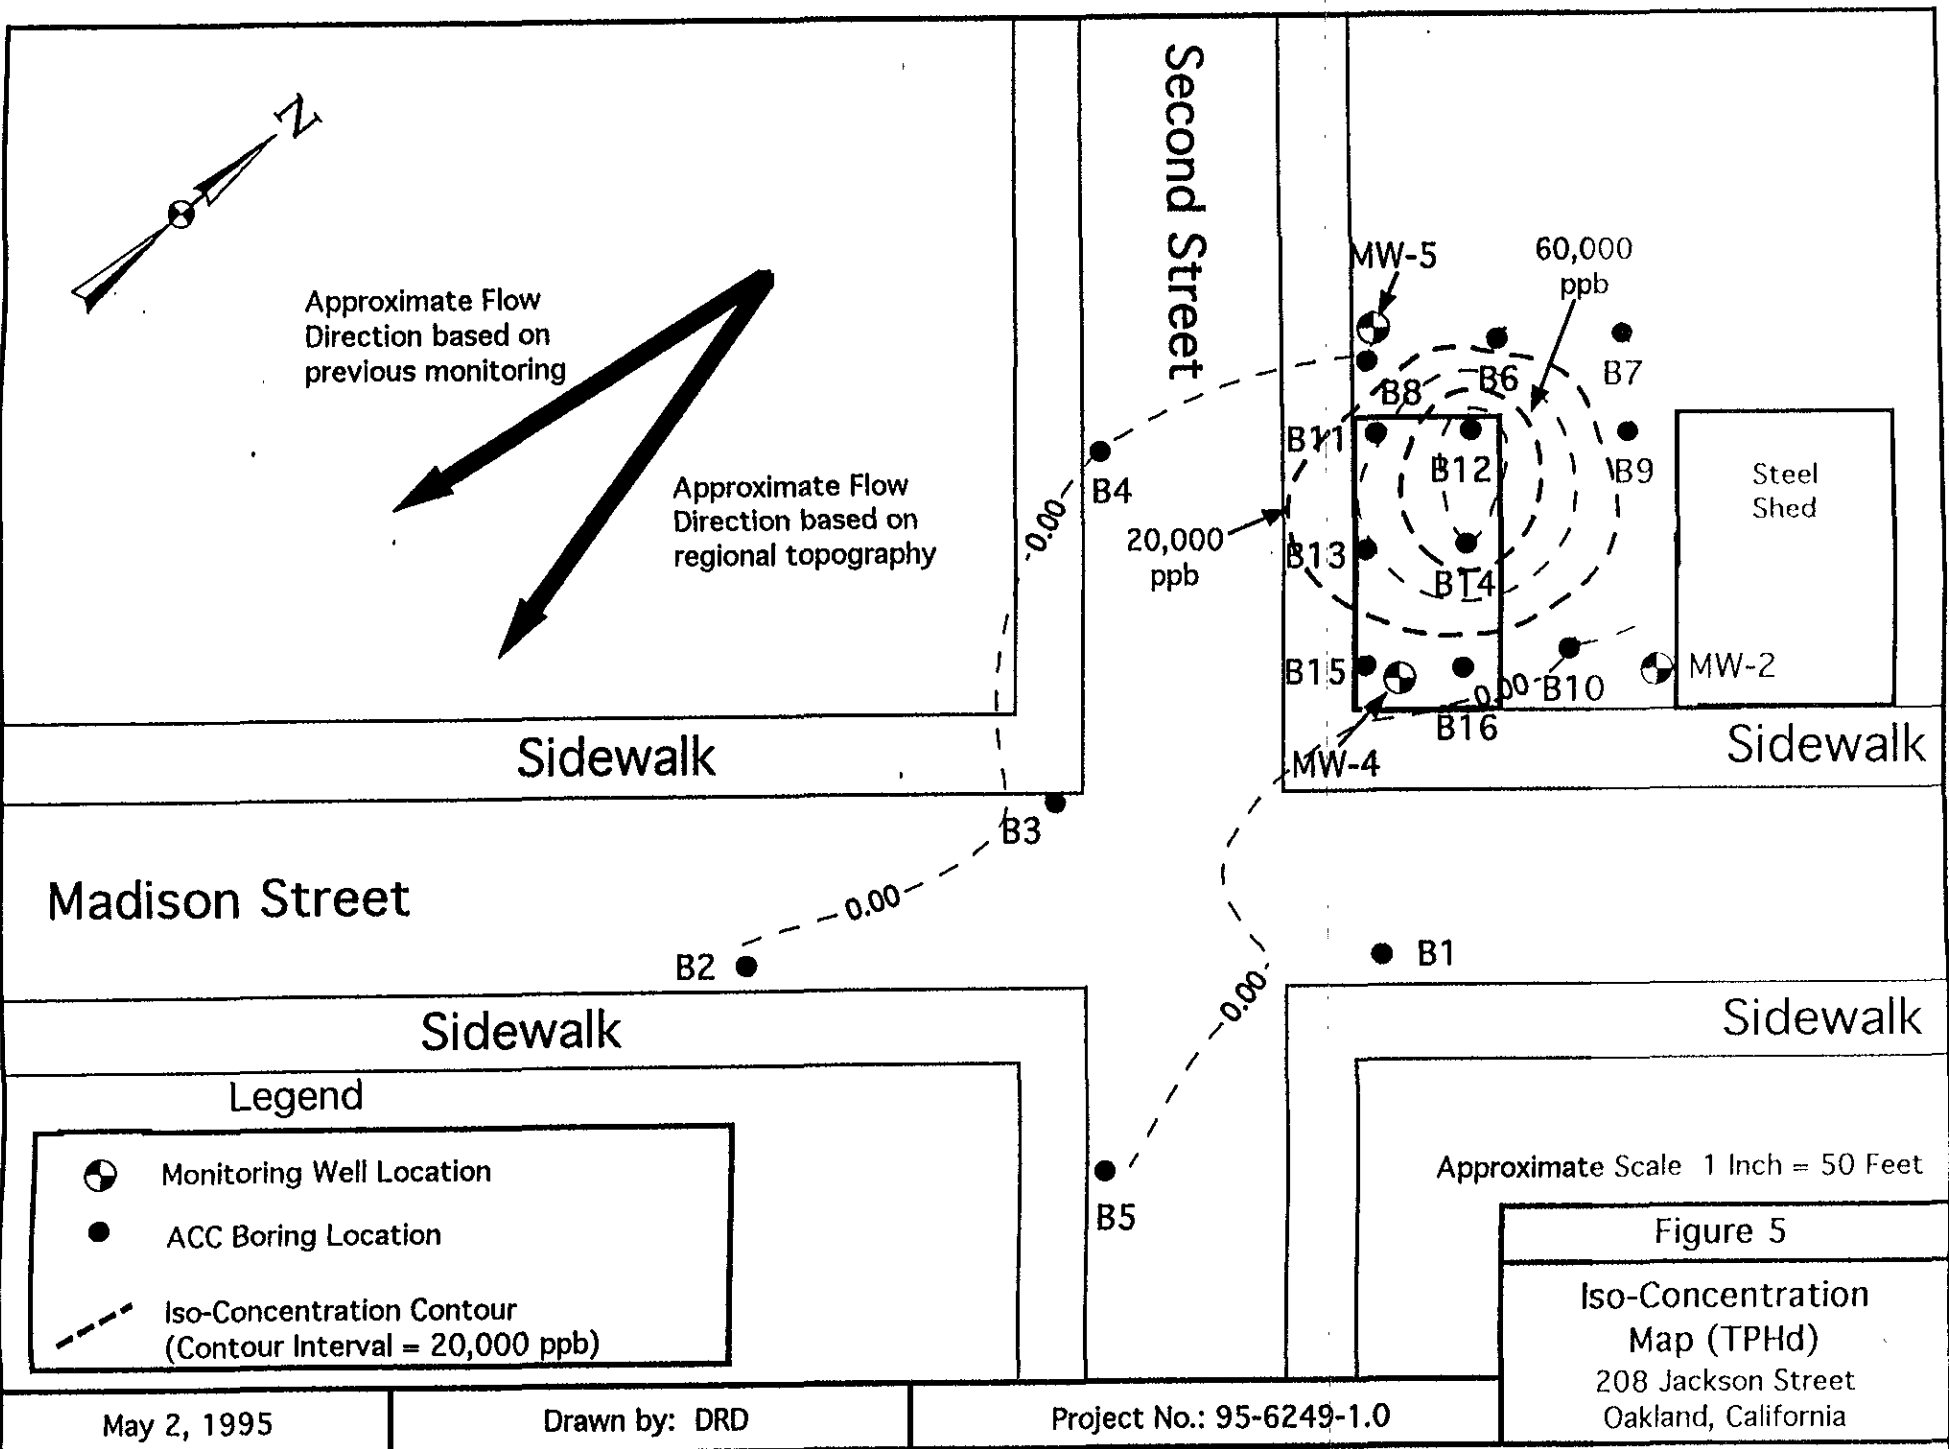 N
Second Street
Approximate Flow
Direction based on
previous monitoring
Approximate Flow
Direction based on
regional topography
MW-5
60,000
ppb
B8
B6
B7
B11
B12
B9
B4
0.00
20,000
ppb
B13
B14
Steel
Shed
B15
0.00
B10
MW-2
B16
MW-4
Sidewalk
Sidewalk
B3
Madison Street
0.00
B2
B1
0.00
Sidewalk
Sidewalk
B5
Legend
Monitoring Well Location
ACC Boring Location
Iso-Concentration Contour
(Contour Interval = 20,000 ppb)
Approximate Scale 1 Inch = 50 Feet
Figure 5
Iso-Concentration
Map (TPHd)
208 Jackson Street
Oakland, California
May 2, 1995
Drawn by: DRD
Project No.: 95-6249-1.0